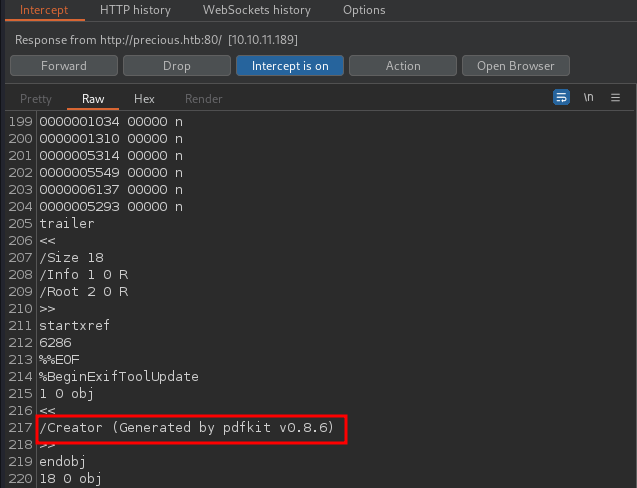 Intercept HTTP history WebSockets history Options
Response from http://precious.htb:80/ [10.10.11.189]
Forward Drop Intercept is on Action Open Browser
Pretty Raw Hex Render \n
199 0000001034 00000 n
200 0000001310 00000 n
201 0000005314 00000 n
202 0000005549 00000 n
203 0000006137 00000 n
204 0000005293 00000 n
205 trailer
206 <<
207 /Size 18
208 /Info 1 0 R
209 /Root 2 0 R
210 >>
211 startxref
212 6286
213 %%EOF
214 %BeginExifToolUpdate
215 1 0 obj
216 <<
217 /Creator (Generated by pdfkit v0.8.6)
218 >>
219 endobj
220 18 0 obj